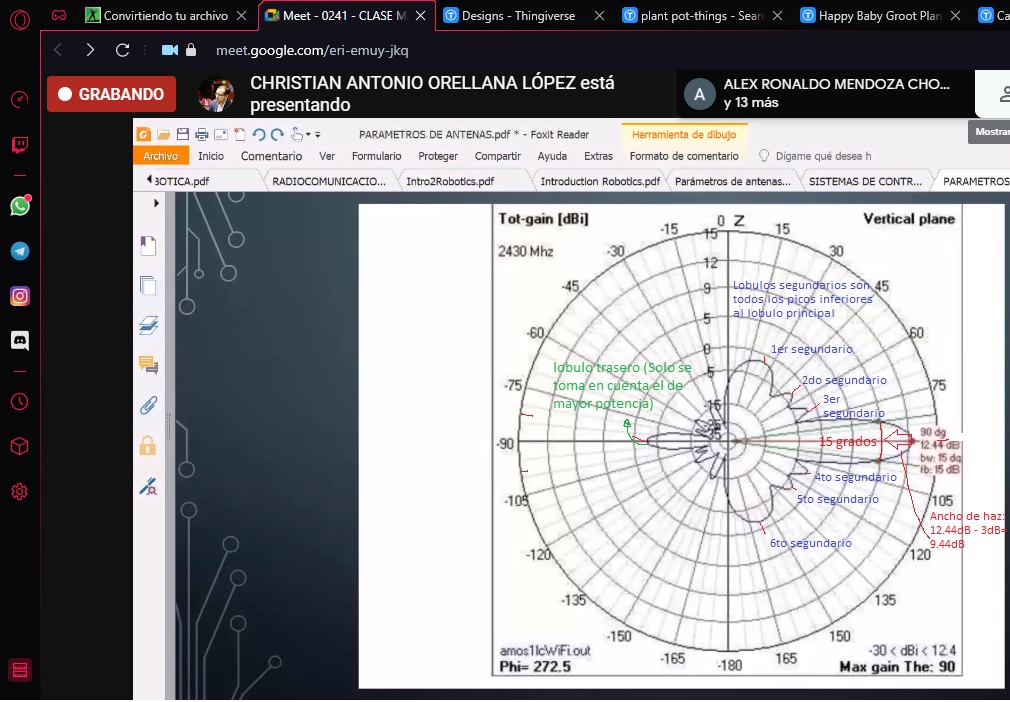 Convirtiendo tu archivo
Meet - 0241 - CLASE M
Designs - Thingiverse
plant pot-things - Sear
Happy Baby Groot Plan
Ca
meet.google.com/eri-emuy-jkq
GRABANDO
CHRISTIAN ANTONIO ORELLANA LÓPEZ está
presentando
A
ALEX RONALDO MENDOZA CHO...
y 13 más
Mostrar
PARAMETROS DE ANTENAS.pdf * - Foxit Reader
Herramienta de dibujo
Archivo Inicio Comentario Ver Formulario Proteger Compartir Ayuda Extras Formato de comentario Dígame qué desea h
BOTICA.pdf RADIOCOMUNICACIO... Intro2Robotics.pdf Introduction Robotics.pdf Parámetros de antenas... SISTEMAS DE CONTR... PARAMETROS
Tot-gain [dBi]
0 Z
Vertical plane
2430 Mhz
-15 15
-30 30
-45 45
-60 60
-75 75
-90
-105 105
-120 120
-135 135
-150 150
-165 -180 165
15
12
9
5
0
-5
-15
Lobulos segundarios son
todos los picos inferiores
al lobulo principal
1er segundario
2do segundario
3er
segundario
lobulo trasero (Solo se
toma en cuenta el de
mayor potencia)
15 grados
90 dg
12.44 dBi
bw: 15 dg
fb: 15 dB
4to segundario
5to segundario
6to segundario
Ancho de haz:
12.44dB - 3dB=
9.44dB
amos1lcWiFi.out
Phi= 272.5
-30 < dBi < 12.4
Max gain The: 90